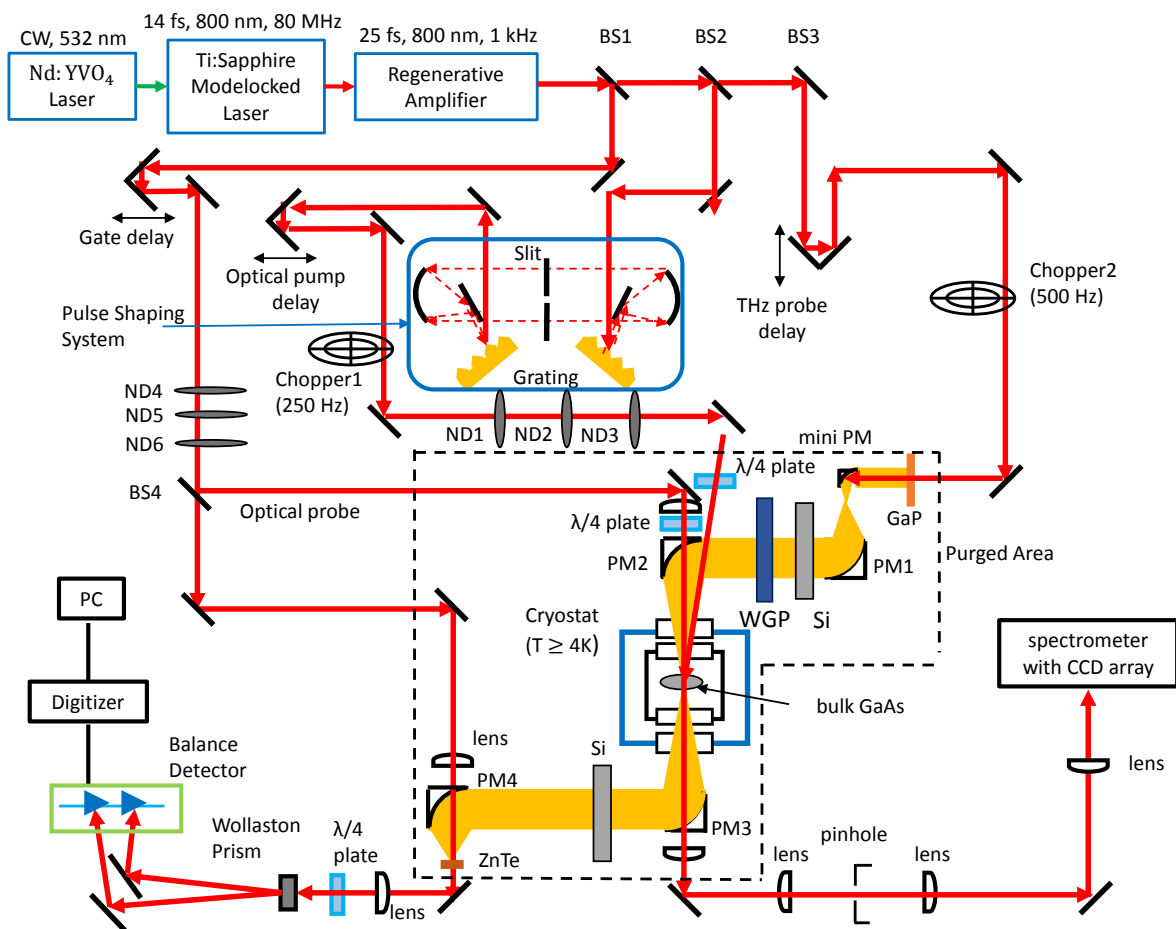 14 fs, 800 nm, 80 MHz
CW, 532 nm
25 fs, 800 nm, 1 kHz
BS1
BS2
BS3
Nd: YVO₄
Laser
Ti:Sapphire
Modelocked
Laser
Regenerative
Amplifier
Gate delay
Optical pump
delay
Slit
THz probe
delay
Chopper2
(500 Hz)
Pulse Shaping
System
Chopper1
(250 Hz)
Grating
ND4
ND5
ND6
ND1
ND2
ND3
mini PM
λ/4 plate
BS4
Optical probe
λ/4 plate
GaP
PM2
PM1
Purged Area
PC
Cryostat
(T ≥ 4K)
WGP
Si
spectrometer
with CCD array
Digitizer
bulk GaAs
Balance
Detector
lens
Si
lens
PM4
PM3
Wollaston
Prism
λ/4
plate
ZnTe
pinhole
lens
lens
lens